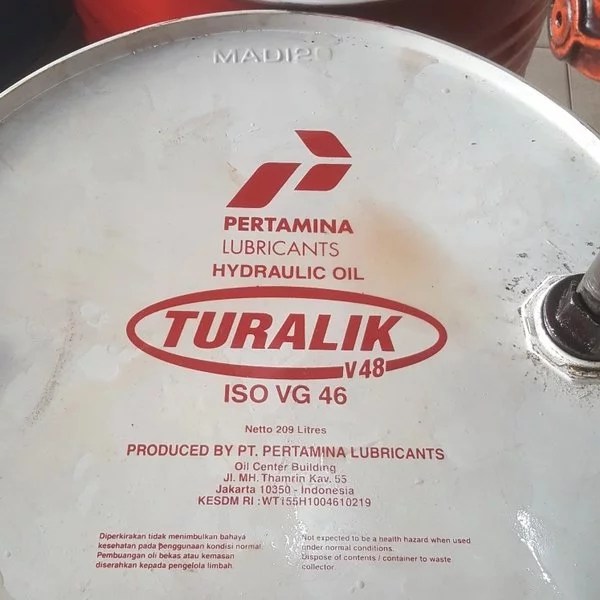 MADI20
PERTAMINA
LUBRICANTS
HYDRAULIC OIL
TURALIK
V48
ISO VG 46
Netto 209 Litres
PRODUCED BY PT. PERTAMINA LUBRICANTS
Oil Center Building
Jl. MH. Thamrin Kav. 55
Jakarta 10350 - Indonesia
KESDM RI : WT155H1004610219
Diperkirakan tidak menimbulkan bahaya
kesehatan pada penggunaan kondisi normal.
Pembuangan oli bekas atau kemasan
diserahkan kepada pengelola limbah.
Not expected to be a health hazard when used
under normal conditions.
Dispose of contents / container to waste
collector.